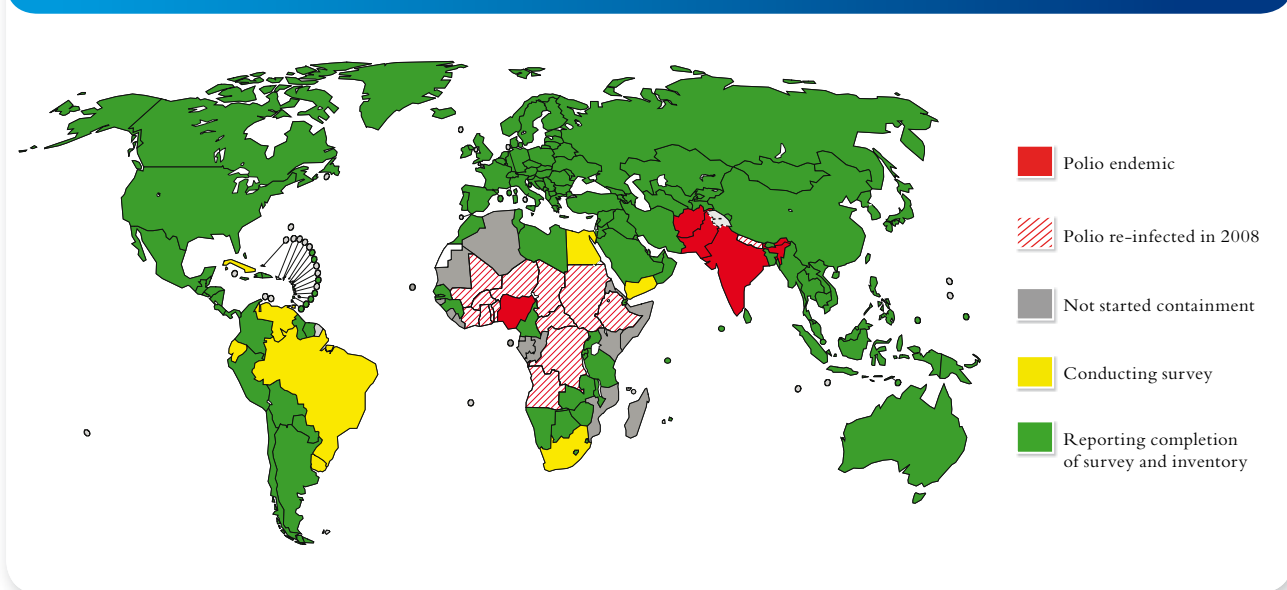 Polio endemic
Polio re-infected in 2008
Not started containment
Conducting survey
Reporting completion
of survey and inventory